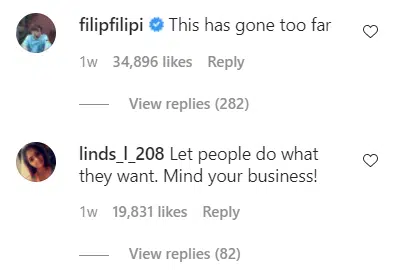 filipfilipi This has gone too far
1w 34,896 likes Reply
View replies (282)
linds_l_208 Let people do what
they want. Mind your business!
1w 19,831 likes Reply
View replies (82)